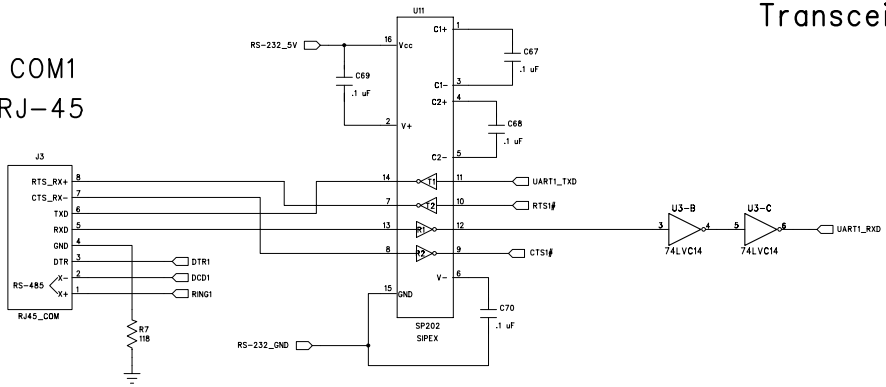 Transcei
COM1
RJ-45
U11
RS-232_5V
16
Vcc
C1+
1
C67
.1 uF
C69
.1 uF
C1-
3
C2+
4
2
V+
C68
.1 uF
C2-
5
J3
RTS_RX+
8
14
T1
11
UART1_TXD
CTS_RX-
7
7
T2
10
RTS1#
TXD
6
RXD
5
13
R1
12
GND
4
8
R2
9
CTS1#
U3-B
3
4
74LVC14
U3-C
5
6
74LVC14
UART1_RXD
DTR
3
DTR1
X-
2
DCD1
RS-485
X+
1
RING1
RJ45_COM
V-
6
15
GND
C70
.1 uF
R7
118
SP202
SIPEX
RS-232_GND